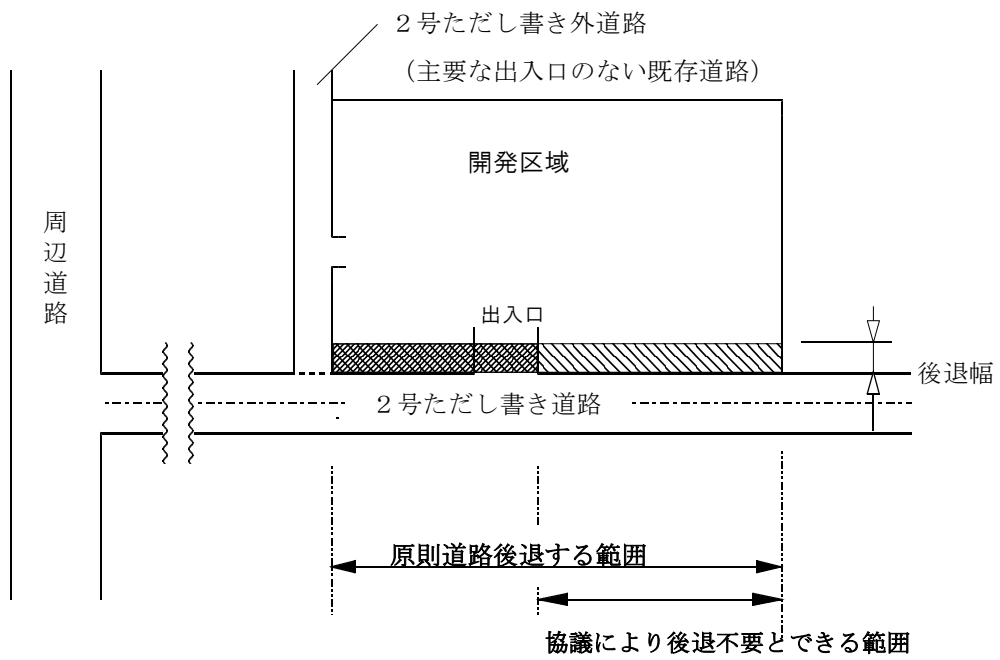 ２号ただし書き外道路
（主要な出入口のない既存道路）
開発区域
周辺道路
出入口
後退幅
２号ただし書き道路
原則道路後退する範囲
協議により後退不要とできる範囲